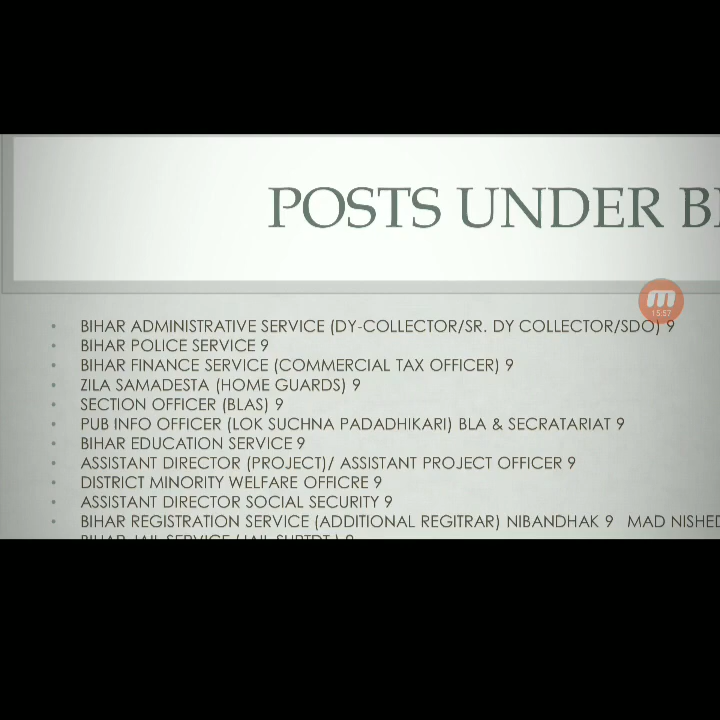 POSTS UNDER B
15:57
BIHAR ADMINISTRATIVE SERVICE (DY-COLLECTOR/SR. DY COLLECTOR/SDO) 9
BIHAR POLICE SERVICE 9
BIHAR FINANCE SERVICE (COMMERCIAL TAX OFFICER) 9
ZILA SAMADESTA (HOME GUARDS) 9
SECTION OFFICER (BLAS) 9
PUB INFO OFFICER (LOK SUCHNA PADADHIKARI) BLA & SECRATARIAT 9
BIHAR EDUCATION SERVICE 9
ASSISTANT DIRECTOR (PROJECT)/ ASSISTANT PROJECT OFFICER 9
DISTRICT MINORITY WELFARE OFFICRE 9
ASSISTANT DIRECTOR SOCIAL SECURITY 9
BIHAR REGISTRATION SERVICE (ADDITIONAL REGITRAR) NIBANDHAK 9 MAD NISHED